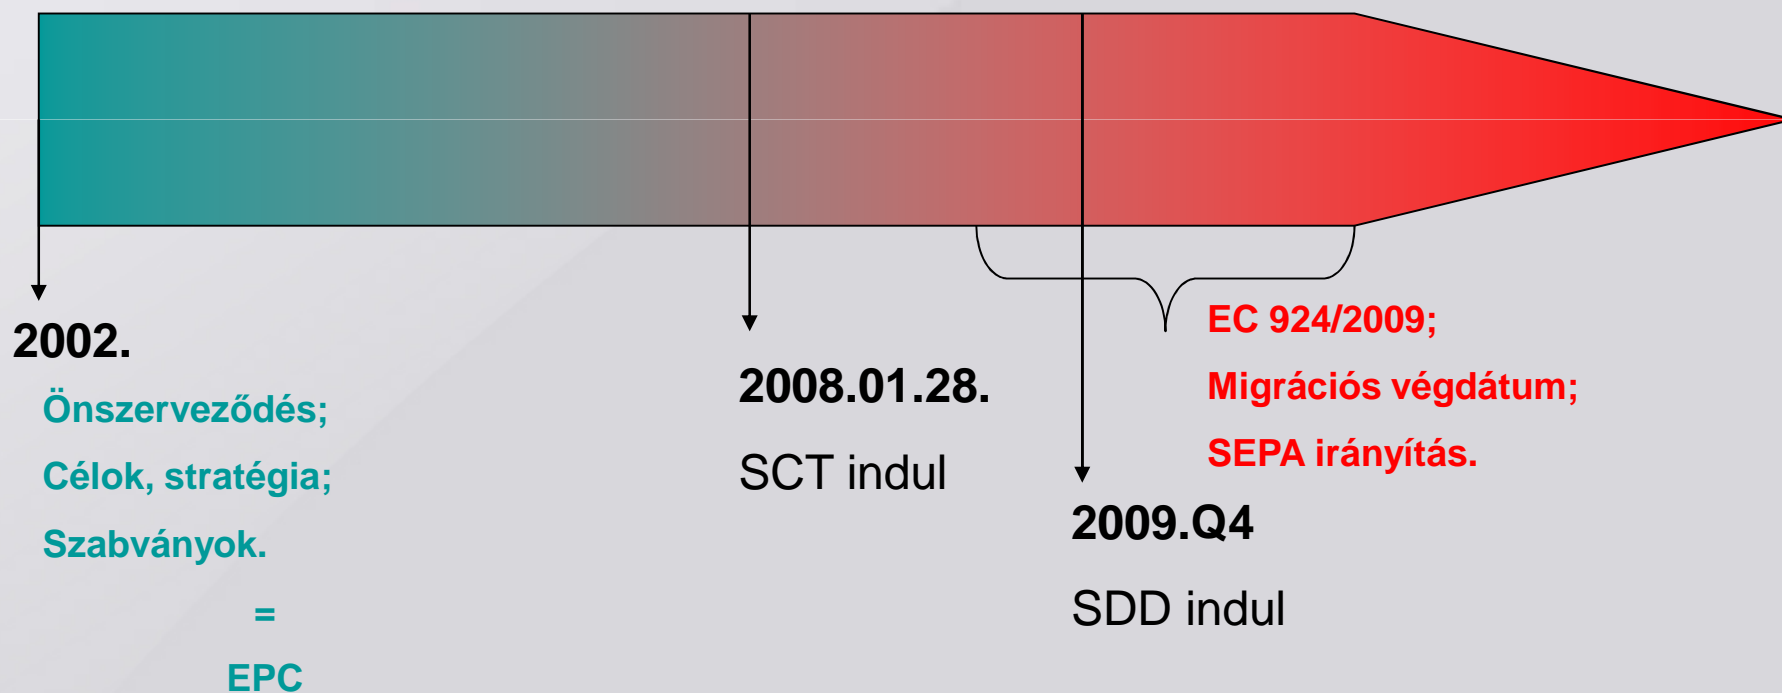 2002.
Önszerveződés;
Célok, stratégia;
Szabványok.
=
EPC
2008.01.28.
SCT indul
2009.Q4
SDD indul
EC 924/2009;
Migrációs végdátum;
SEPA irányítás.